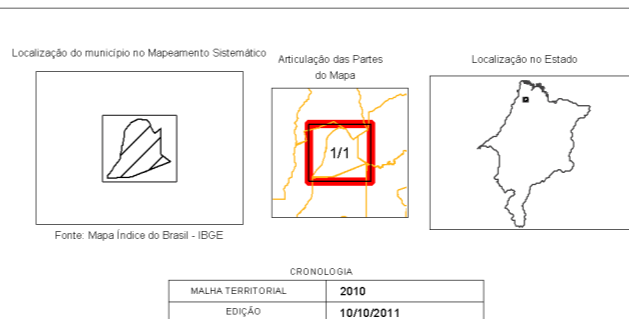 Localização do município no Mapeamento Sistemático
Articulação das Partes
do Mapa
Localização no Estado
1/1
Fonte: Mapa Índice do Brasil - IBGE
CRONOLOGIA
MALHA TERRITORIAL 2010
EDIÇÃO 10/10/2011